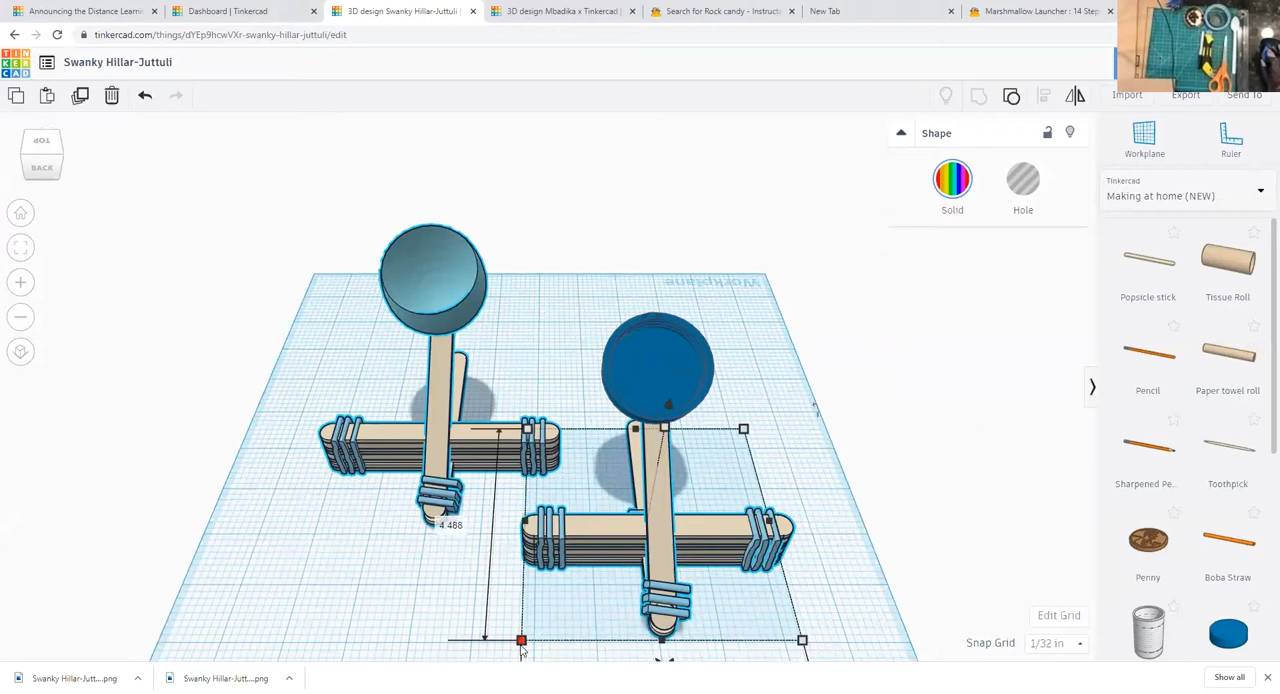 Announcing the Distance Learni
Dashboard | Tinkercad
3D design Swanky Hillar-Juttuli |
3D design Mbadika x Tinkercad |
Search for Rock candy - Instructa
New Tab
Marshmallow Launcher : 14 Step
tinkercad.com/things/dYEp9hcwVXr-swanky-hillar-juttuli/edit
TIN
KER
CAD
Swanky Hillar-Juttuli
Import
Export
Send To
TOP
BACK
Shape
Solid
Hole
Workplane
Ruler
Tinkercad
Making at home (NEW)
Workplane
Popsicle stick
Tissue Roll
Pencil
Paper towel roll
Sharpened Pe...
Toothpick
4.488
Penny
Boba Straw
Edit Grid
Snap Grid
1/32 in
Swanky Hillar-Jutt....png
Swanky Hillar-Jutt....png
Show all